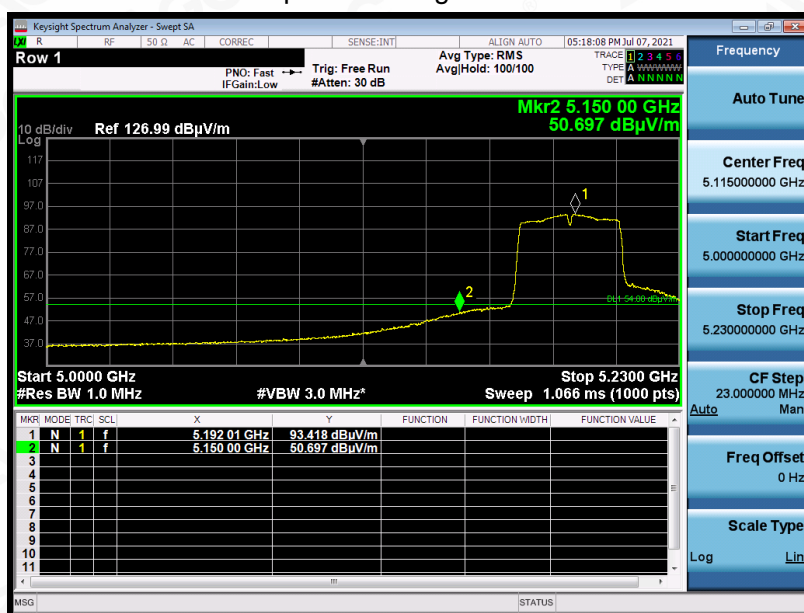 Keysight Spectrum Analyzer - Swept SA
LXI R RF 50 Ω AC CORREC SENSE:INT ALIGN AUTO 05:18:08 PM Jul 07, 2021
Row 1
PNO: Fast
IFGain:Low
Trig: Free Run
#Atten: 30 dB
Avg Type: RMS
Avg|Hold: 100/100
TRACE 1 2 3 4 5 6
TYPE A WWWWW
DET A N N N N N
Mkr2 5.150 00 GHz
50.697 dBµV/m
10 dB/div Ref 126.99 dBµV/m
Log
117
107
97.0
87.0
77.0
67.0
57.0
47.0
37.0
1
2
DL1 54.00 dBµV/m
Start 5.0000 GHz Stop 5.2300 GHz
#Res BW 1.0 MHz #VBW 3.0 MHz* Sweep 1.066 ms (1000 pts)
MKR MODE TRC SCL X Y FUNCTION FUNCTION WIDTH FUNCTION VALUE
1 N 1 f 5.192 01 GHz 93.418 dBµV/m
2 N 1 f 5.150 00 GHz 50.697 dBµV/m
3
4
5
6
7
8
9
10
11
MSG STATUS
Frequency
Auto Tune
Center Freq
5.115000000 GHz
Start Freq
5.000000000 GHz
Stop Freq
5.230000000 GHz
CF Step
23.000000 MHz
Auto Man
Freq Offset
0 Hz
Scale Type
Log Lin